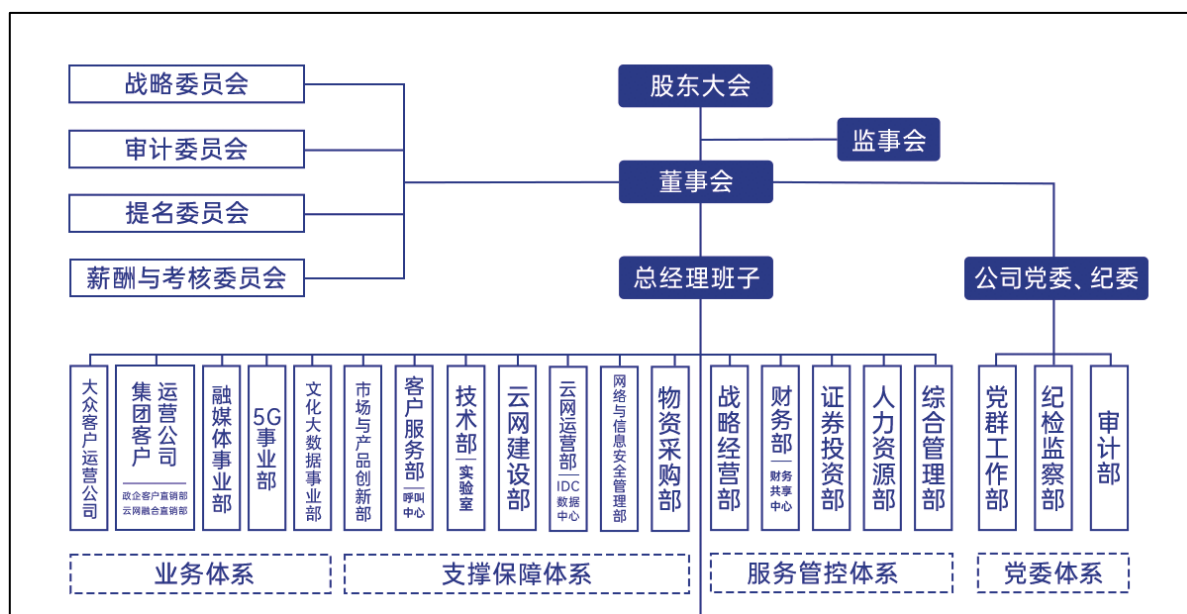 战略委员会
审计委员会
提名委员会
薪酬与考核委员会
股东大会
监事会
董事会
总经理班子
公司党委、纪委
大众客户运营公司
集团客户
运营公司
政企客户直销部
云网融合直销部
融媒体事业部
5G事业部
文化大数据事业部
市场与产品创新部
客户服务部
呼叫
中心
技术部
实验室
云网建设部
云网运营部
IDC
数据
中心
网络与信息安全管理部
物资采购部
战略经营部
财务部
财务
共享
中心
证券投资部
人力资源部
综合管理部
党群工作部
纪检监察部
审计部
业务体系
支撑保障体系
服务管控体系
党委体系